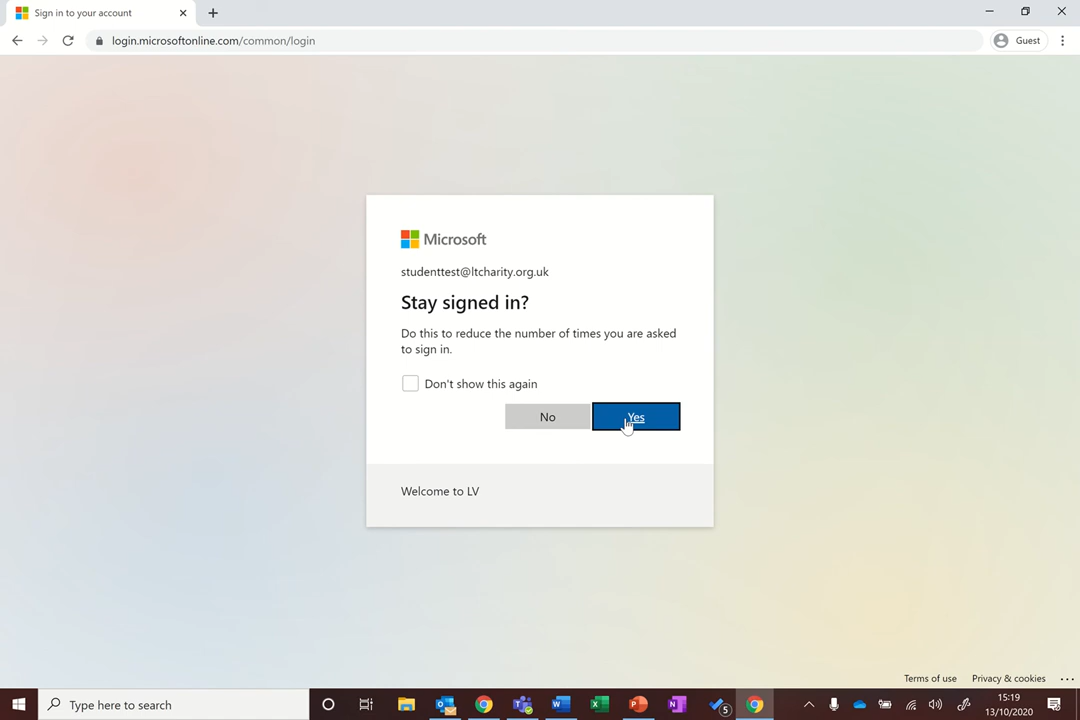 Sign in to your account
login.microsoftonline.com/common/login
Guest
Microsoft
studenttest@ltcharity.org.uk
Stay signed in?
Do this to reduce the number of times you are asked
to sign in.
Don't show this again
No
Yes
Welcome to LV
Terms of use
Privacy & cookies
Type here to search
5
15:19
13/10/2020